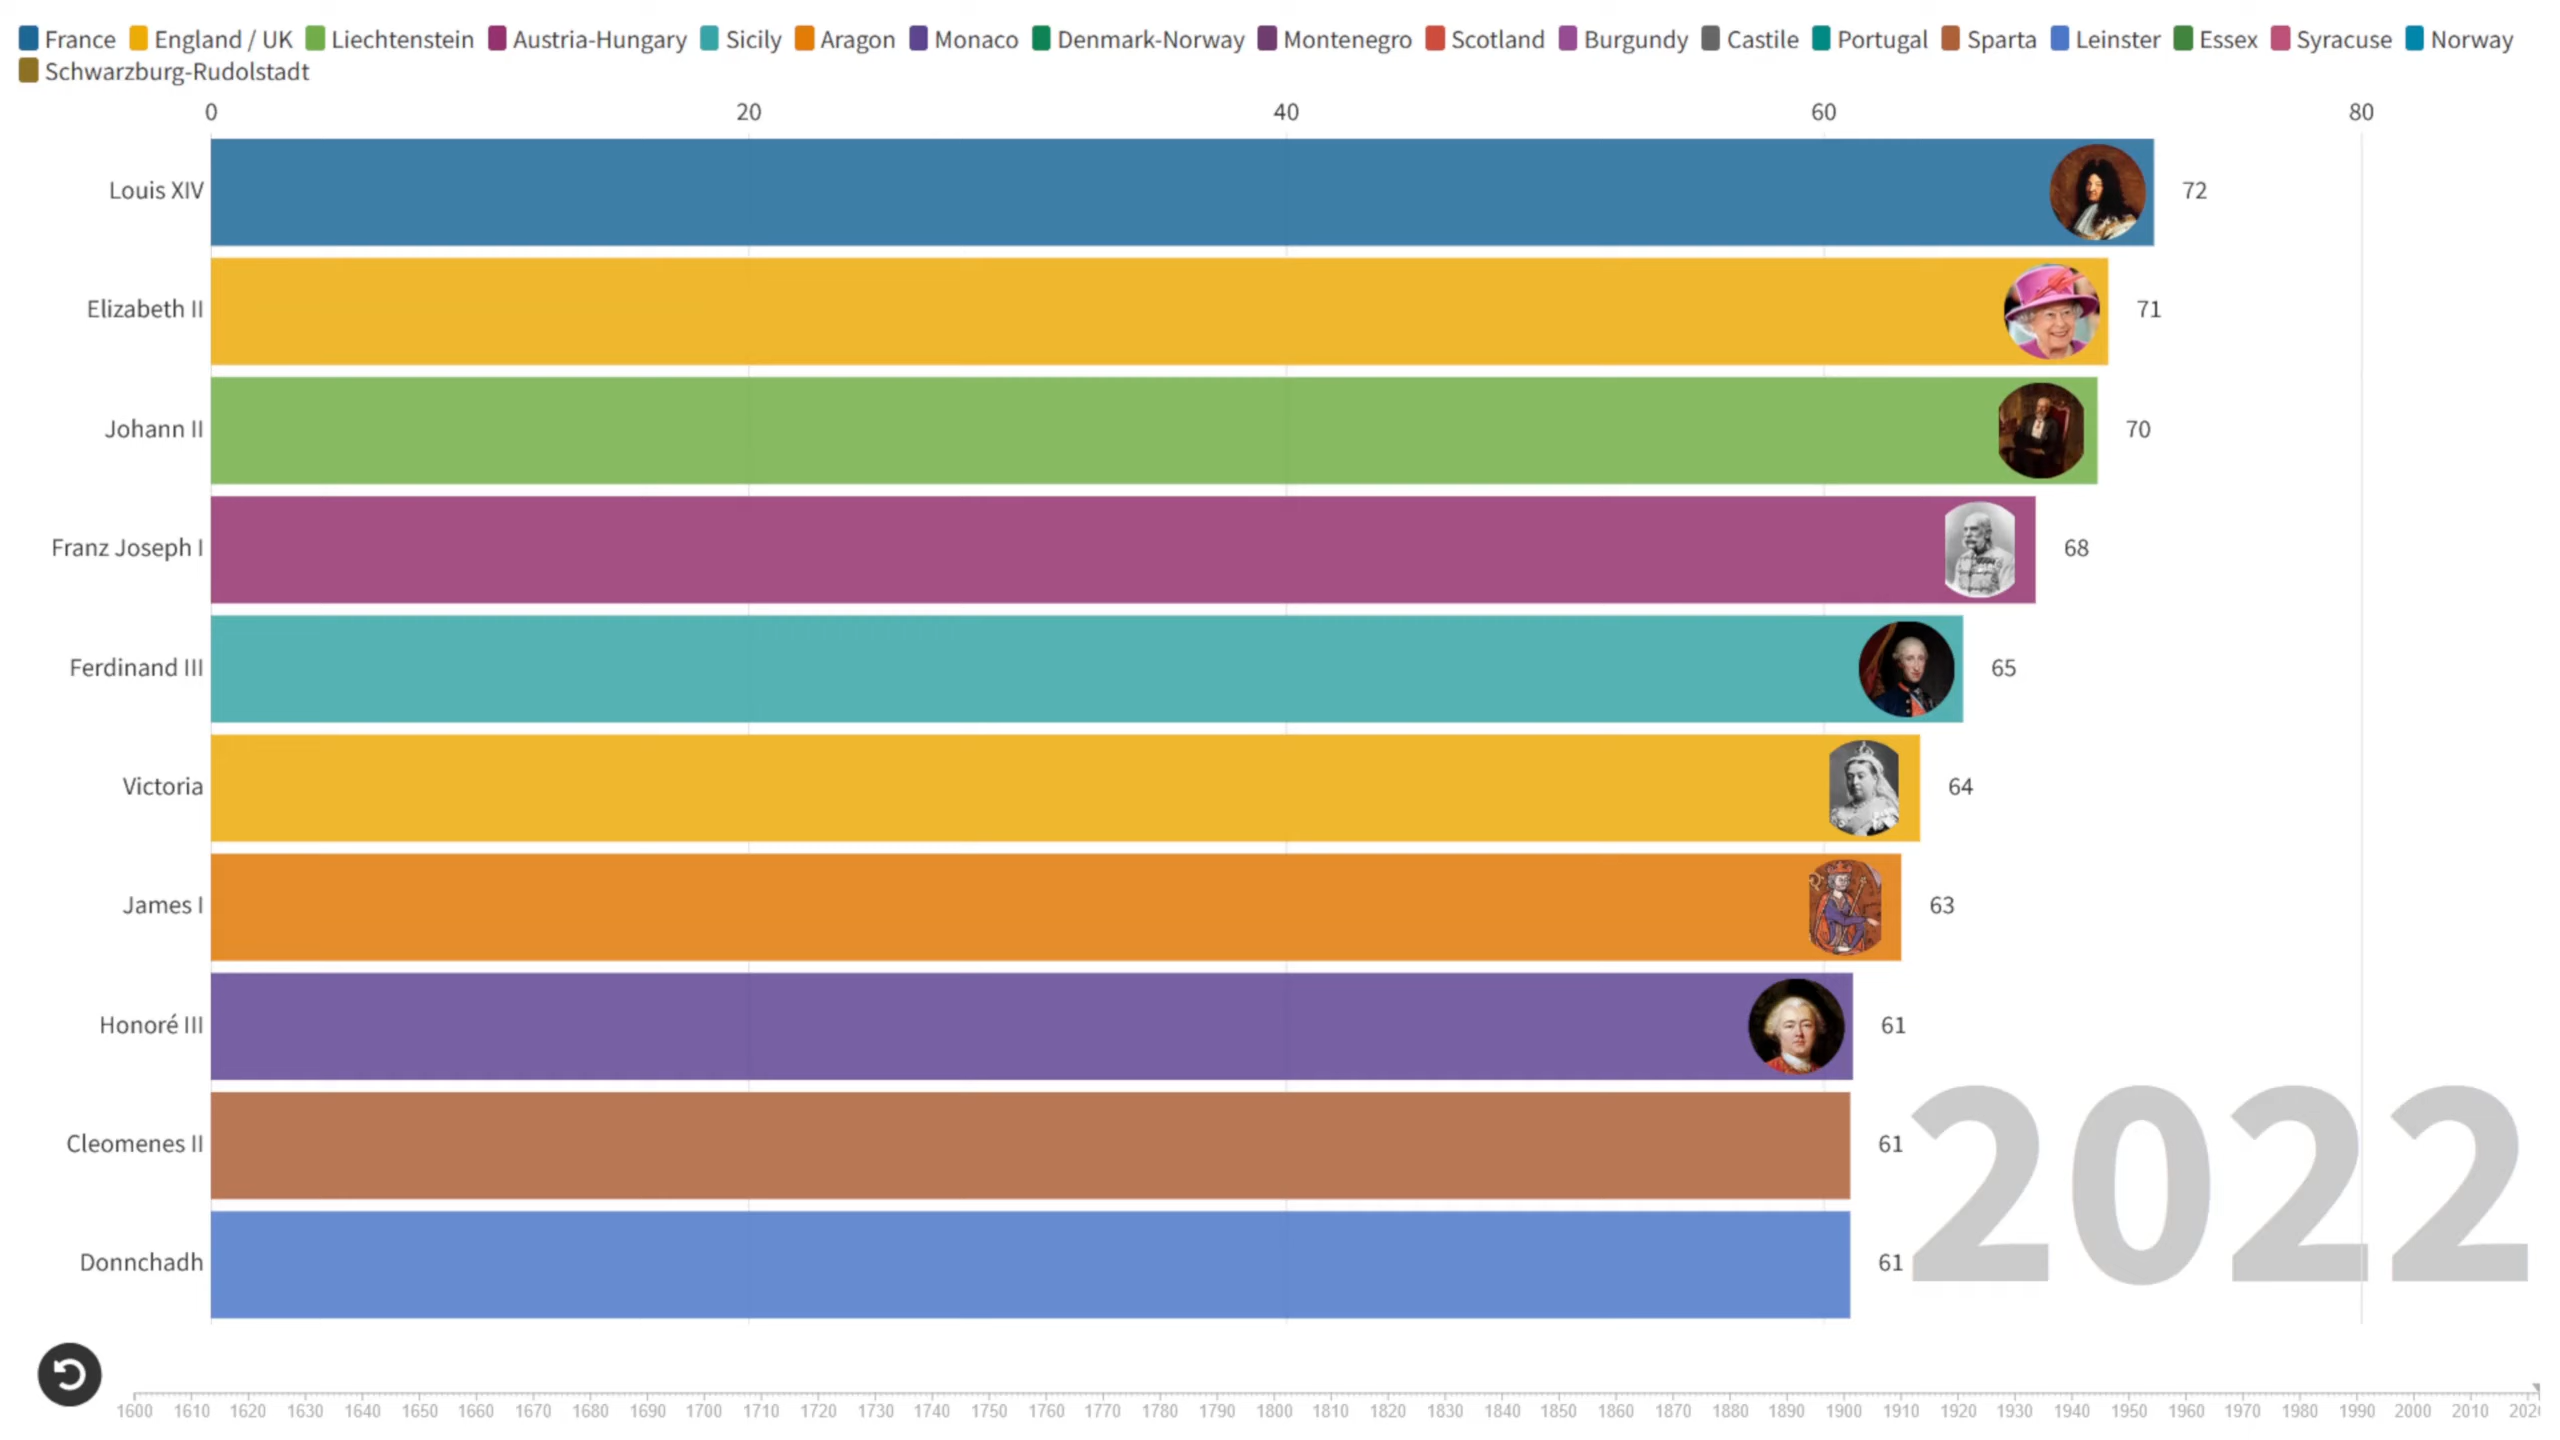 France England / UK Liechtenstein Austria-Hungary Sicily Aragon Monaco Denmark-Norway Montenegro Scotland Burgundy Castile Portugal Sparta Leinster Essex Syracuse Norway
Schwarzburg-Rudolstadt
0 20 40 60 80
Louis XIV 72
Elizabeth II 71
Johann II 70
Franz Joseph I 68
Ferdinand III 65
Victoria 64
James I 63
Honoré III 61
Cleomenes II 61
Donnchadh 61
2022
1600 1610 1620 1630 1640 1650 1660 1670 1680 1690 1700 1710 1720 1730 1740 1750 1760 1770 1780 1790 1800 1810 1820 1830 1840 1850 1860 1870 1880 1890 1900 1910 1920 1930 1940 1950 1960 1970 1980 1990 2000 2010